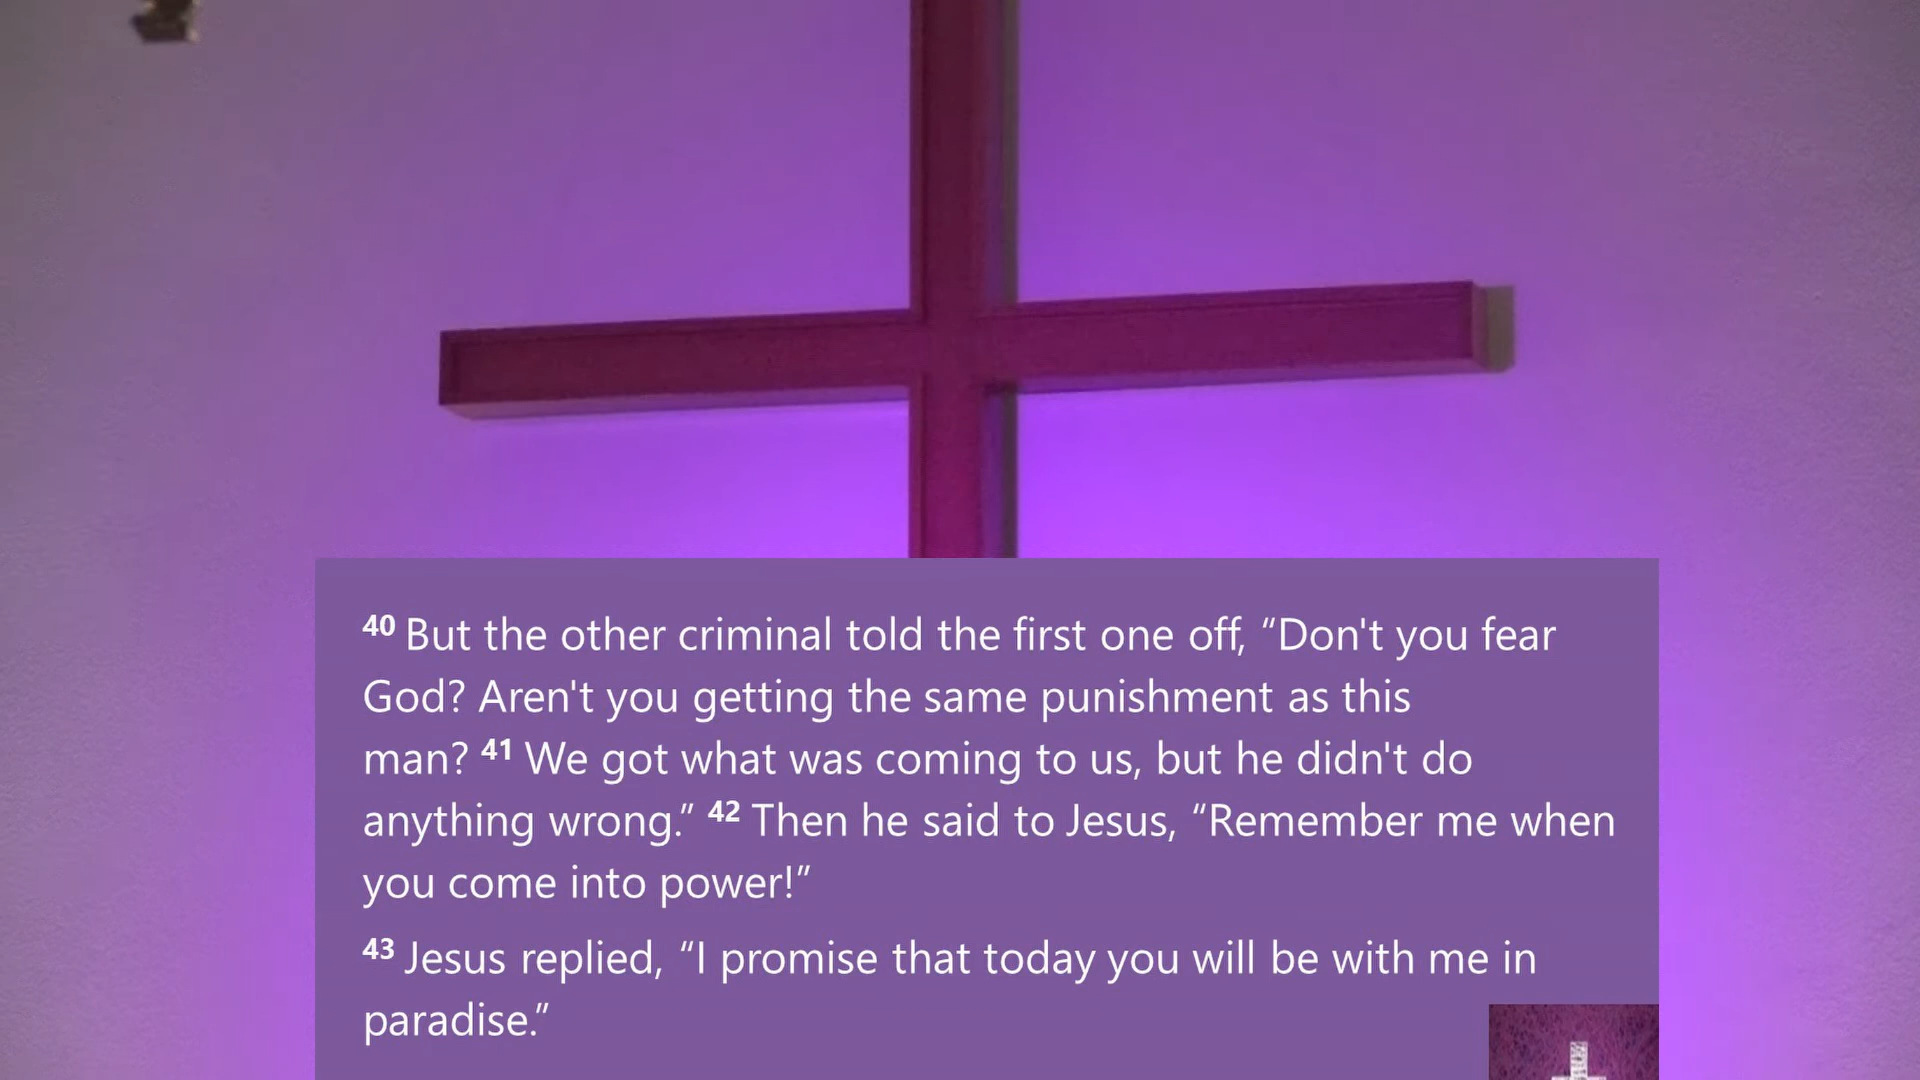 40 But the other criminal told the first one off, “Don't you fear
God? Aren't you getting the same punishment as this
man? 41 We got what was coming to us, but he didn't do
anything wrong.” 42 Then he said to Jesus, “Remember me when
you come into power!”
43 Jesus replied, “I promise that today you will be with me in
paradise.”